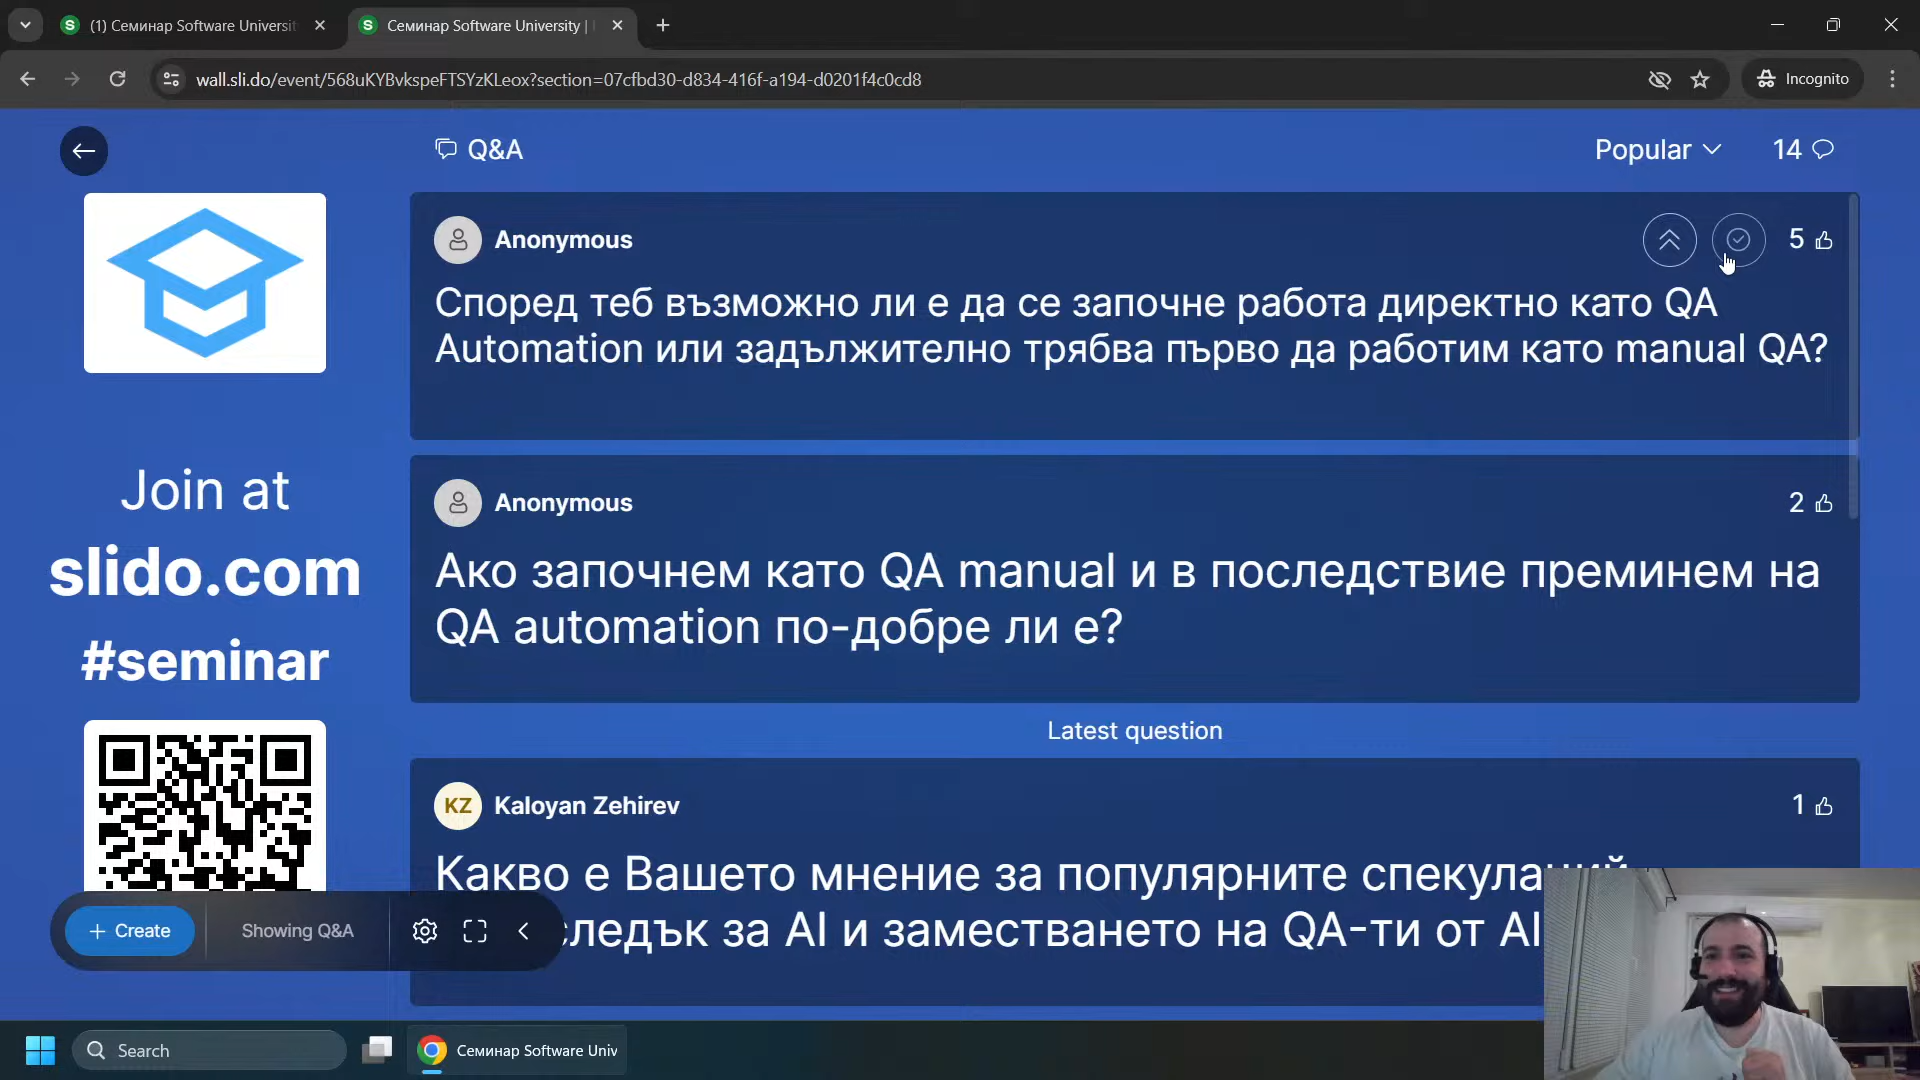 (1) Семинар Software Universit
Семинар Software University |
wall.sli.do/event/568uKYBvkspeFTSYzKLeox?section=07cfbd30-d834-416f-a194-d0201f4c0cd8
Incognito
Q&A
Popular
14
Anonymous
5
Според теб възможно ли е да се започне работа директно като QA
Automation или задължително трябва първо да работим като manual QA?
Join at
slido.com
#seminar
Anonymous
2
Ако започнем като QA manual и в последствие преминем на
QA automation по-добре ли е?
Latest question
KZ
Kaloyan Zehirev
1
Какво е Вашето мнение за популярните
за AI и заместването на QA-ти от AI
+ Create
Showing Q&A
Search
Семинар Software Univ